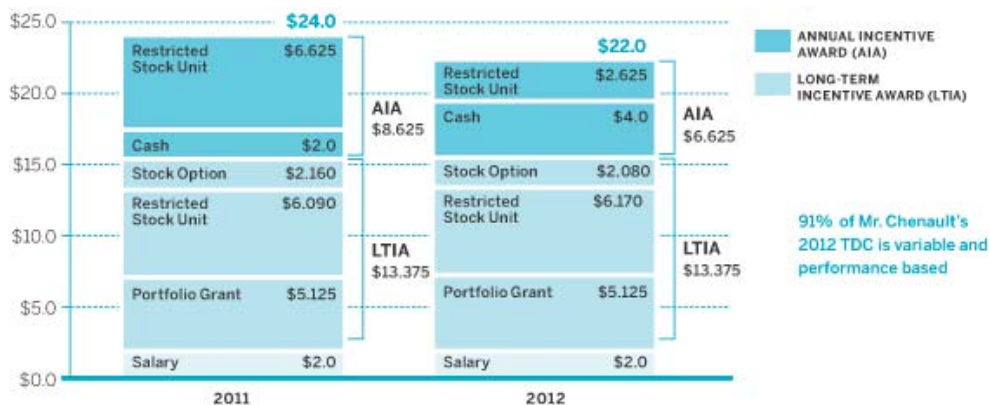 $25.0
$20.0
$15.0
$10.0
$5.0
$0.0
$24.0
Restricted Stock Unit $6.625
Cash $2.0
Stock Option $2.160
Restricted Stock Unit $6.090
Portfolio Grant $5.125
Salary $2.0
AIA
$8.625
LTIA
$13.375
2011
$22.0
Restricted Stock Unit $2.625
Cash $4.0
Stock Option $2.080
Restricted Stock Unit $6.170
Portfolio Grant $5.125
Salary $2.0
AIA
$6.625
LTIA
$13.375
2012
ANNUAL INCENTIVE
AWARD (AIA)
LONG-TERM
INCENTIVE AWARD (LTIA)
91% of Mr. Chenault's
2012 TDC is variable and
performance based